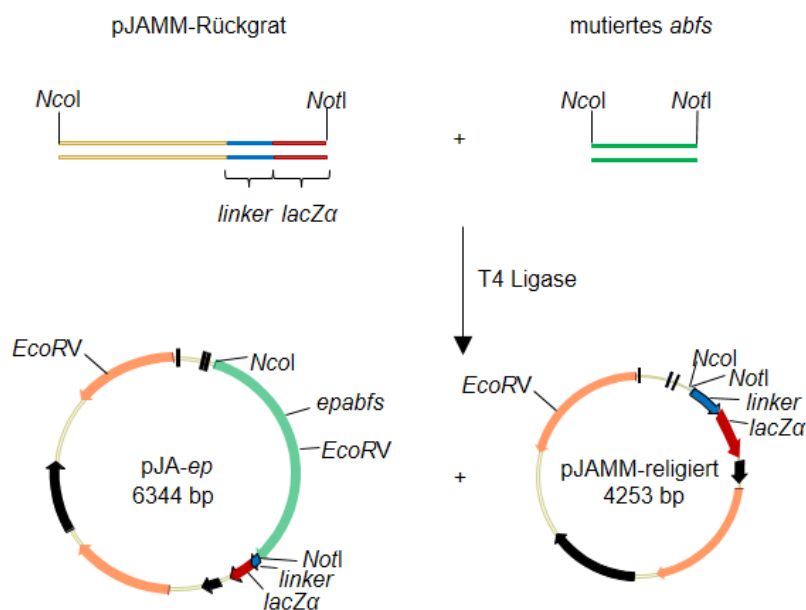 pJAMM-Rückgrat
mutiertes abfs
NcoI
NotI
NcoI
NotI
+
linker lacZα
T4 Ligase
EcoRV
NcoI
epabfs
EcoRV
pJA-ep
6344 bp
NotI
linker
lacZα
+
EcoRV
NcoI
NotI
linker
lacZα
pJAMM-religiert
4253 bp